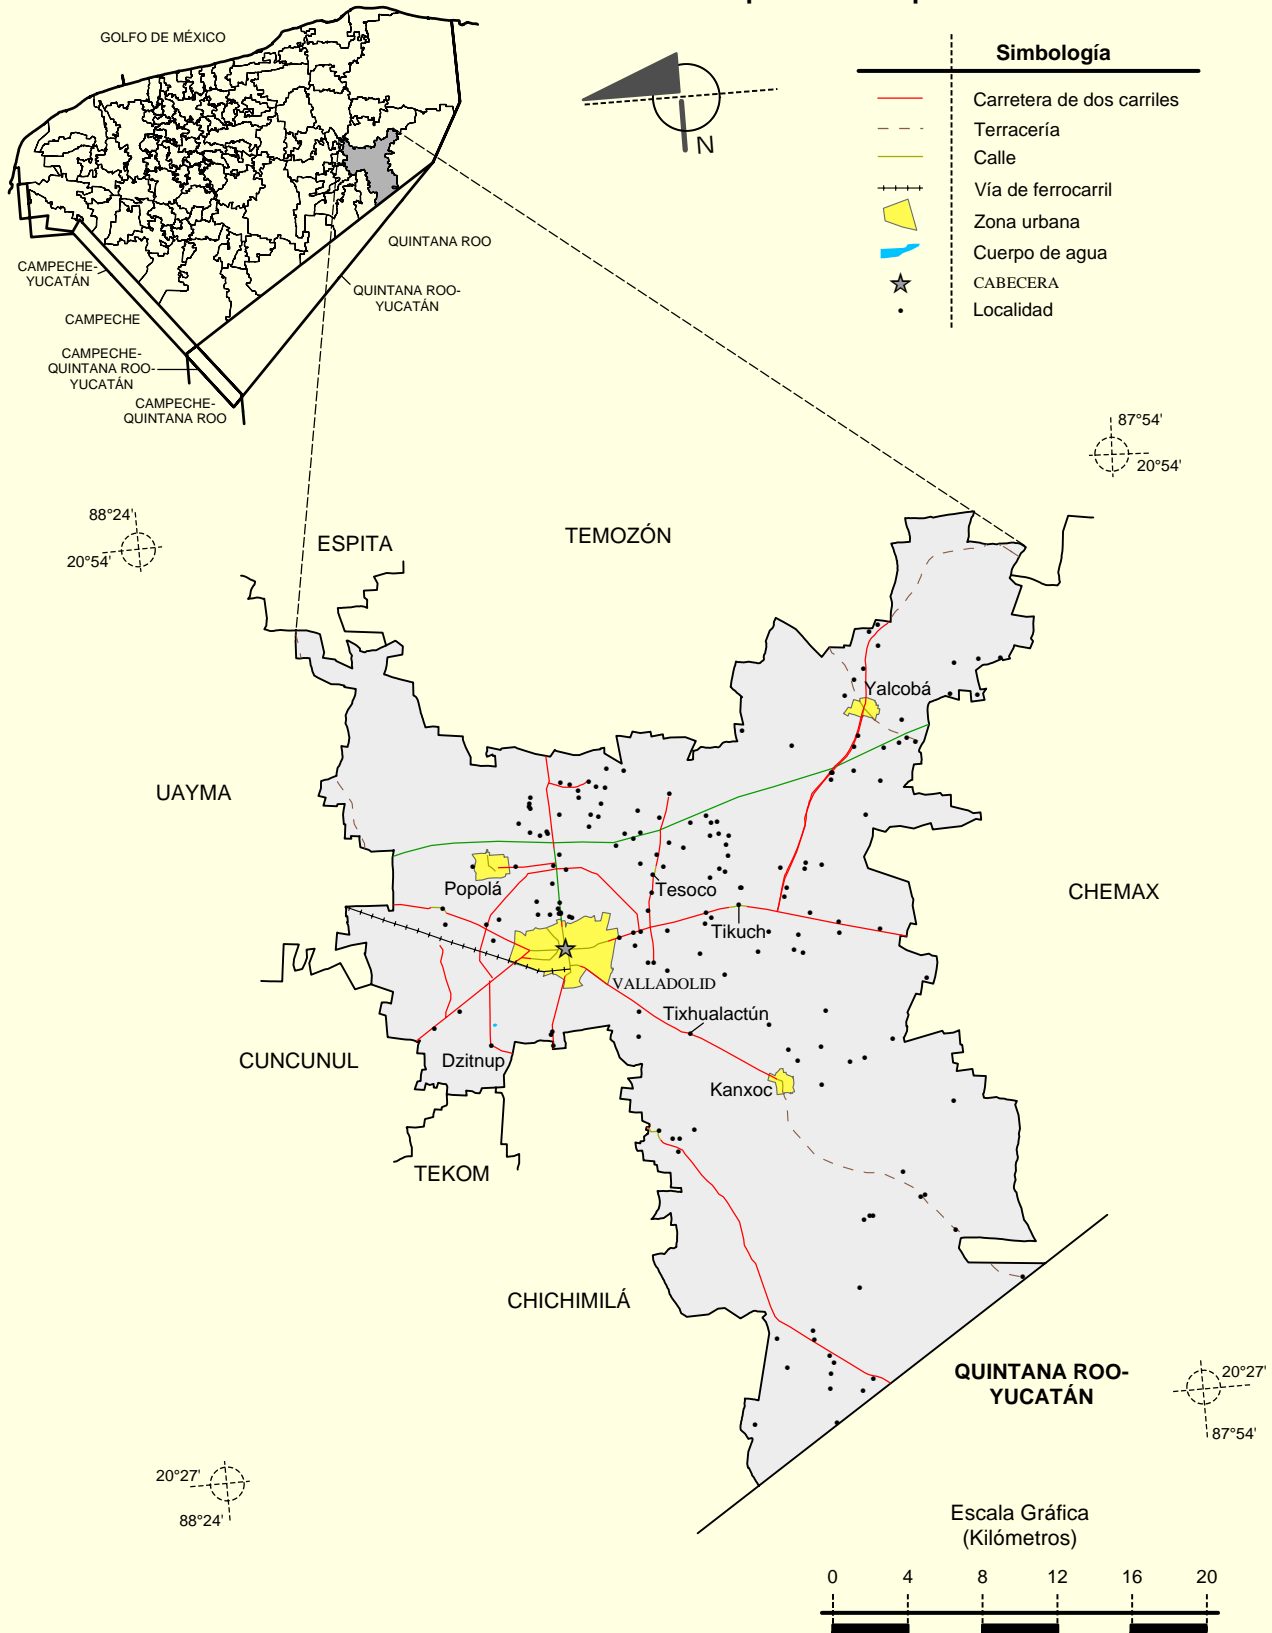 GOLFO DE MÉXICO
CAMPECHE-
YUCATÁN
CAMPECHE
CAMPECHE-
QUINTANA ROO-
YUCATÁN
CAMPECHE-
QUINTANA ROO
QUINTANA ROO
QUINTANA ROO-
YUCATÁN
N
Simbología
Carretera de dos carriles
Terracería
Calle
Vía de ferrocarril
Zona urbana
Cuerpo de agua
CABECERA
Localidad
87°54'
20°54'
88°24'
20°54'
ESPITA
TEMOZÓN
Yalcobá
UAYMA
Popolá
Tesoco
CHEMAX
Tikuch
VALLADOLID
Tixhualactún
CUNCUNUL
Dzitnup
Kanxoc
TEKOM
CHICHIMILÁ
QUINTANA ROO-
YUCATÁN
20°27'
87°54'
20°27'
88°24'
Escala Gráfica
(Kilómetros)
0 4 8 12 16 20